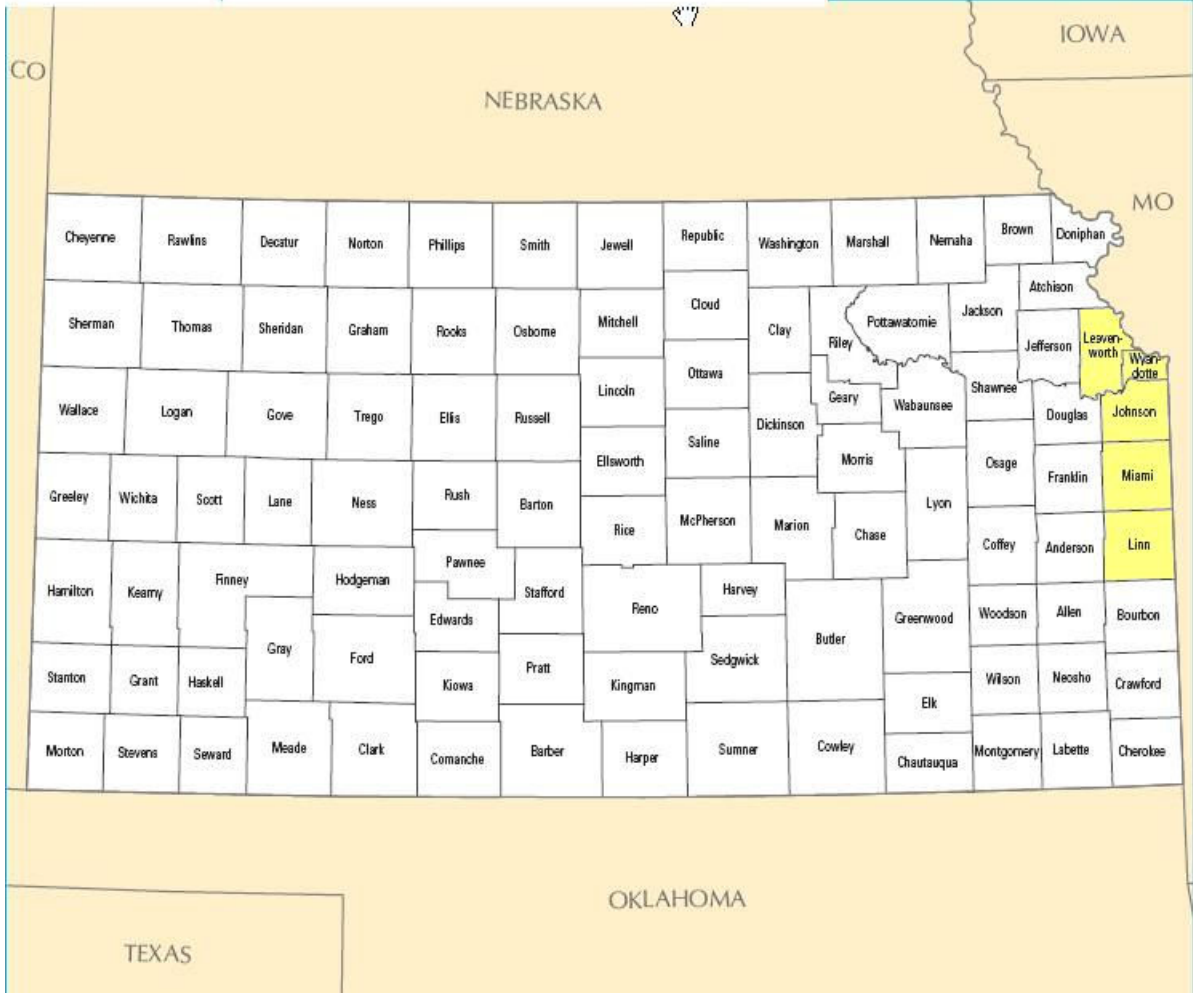 IOWA
CO
NEBRASKA
MO
Cheyenne
Rawlins
Decatur
Norton
Phillips
Smith
Jewell
Republic
Washington
Marshall
Nemaha
Brown
Doniphan
Atchison
Sherman
Thomas
Sheridan
Graham
Rooks
Osborne
Mitchell
Cloud
Clay
Riley
Pottawatomie
Jackson
Jefferson
Leaven-
worth
Wyan-
dotte
Lincoln
Ottawa
Geary
Wabaunsee
Shawnee
Douglas
Johnson
Wallace
Logan
Gove
Trego
Ellis
Russell
Dickinson
Ellsworth
Saline
Morris
Osage
Franklin
Miami
Greeley
Wichita
Scott
Lane
Ness
Rush
Barton
Rice
McPherson
Marion
Chase
Lyon
Coffey
Anderson
Linn
Hamilton
Kearny
Finney
Hodgeman
Pawnee
Stafford
Reno
Harvey
Edwards
Gray
Ford
Butler
Greenwood
Woodson
Allen
Bourbon
Stanton
Grant
Haskell
Kiowa
Pratt
Kingman
Sedgwick
Elk
Wilson
Neosho
Crawford
Morton
Stevens
Seward
Meade
Clark
Comanche
Barber
Harper
Sumner
Cowley
Chautauqua
Montgomery
Labette
Cherokee
OKLAHOMA
TEXAS